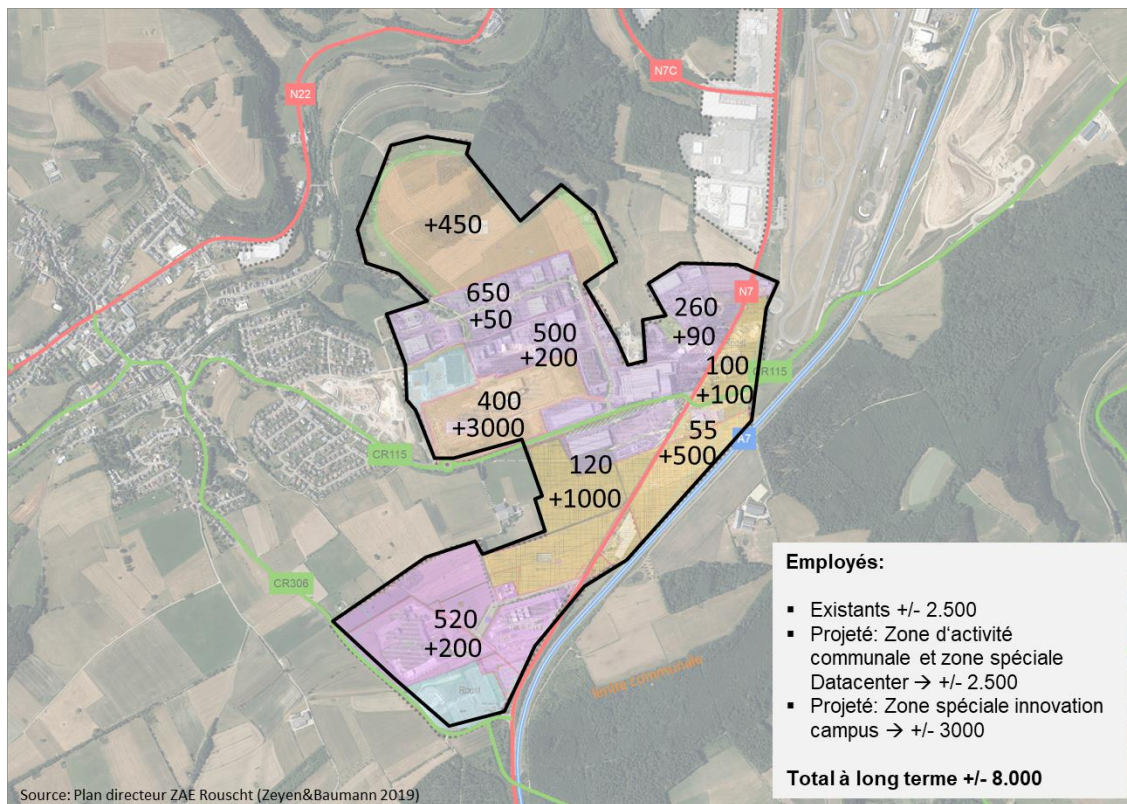 N22
N7C
+450
650
+50
500
+200
260
+90
N7
100
+100
CR115
400
+3000
55
+500
A7
CR115
120
+1000
CR306
520
+200
limite communale
Employés:
▪ Existants +/- 2.500
▪ Projeté: Zone d‘activité
communale et zone spéciale
Datacenter → +/- 2.500
▪ Projeté: Zone spéciale innovation
campus → +/- 3000
Total à long terme +/- 8.000
Source: Plan directeur ZAE Rouscht (Zeyen&Baumann 2019)